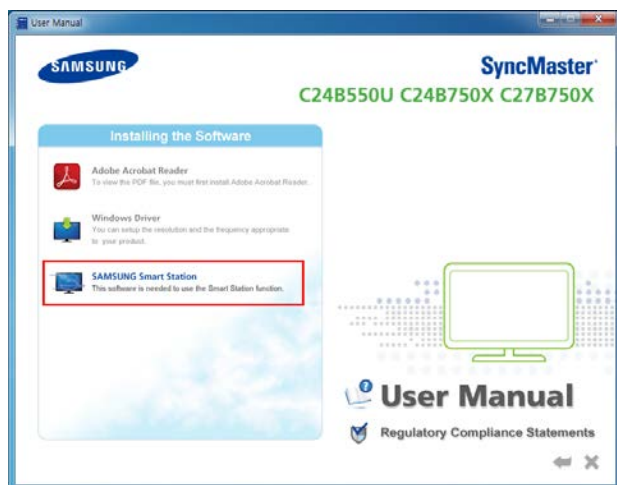 User Manual
SAMSUNG
SyncMaster
C24B550U C24B750X C27B750X
Installing the Software
Adobe Acrobat Reader
To view the PDF file, you must first install Adobe Acrobat Reader.
Windows Driver
You can setup the resolution and the frequency appropriate
to your product.
SAMSUNG Smart Station
This software is needed to use the Smart Station function.
User Manual
Regulatory Compliance Statements